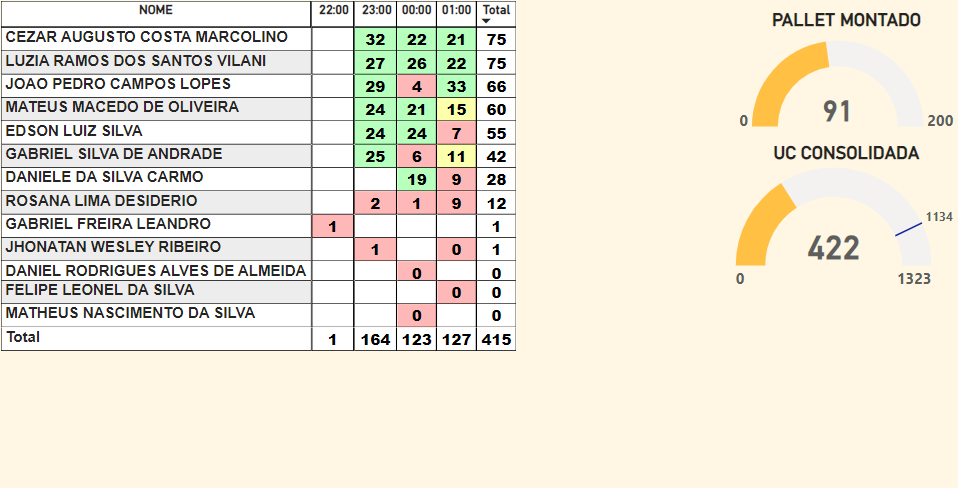 NOME 22:00 23:00 00:00 01:00 Total
CEZAR AUGUSTO COSTA MARCOLINO 32 22 21 75
LUZIA RAMOS DOS SANTOS VILANI 27 26 22 75
JOAO PEDRO CAMPOS LOPES 29 4 33 66
MATEUS MACEDO DE OLIVEIRA 24 21 15 60
EDSON LUIZ SILVA 24 24 7 55
GABRIEL SILVA DE ANDRADE 25 6 11 42
DANIELE DA SILVA CARMO 19 9 28
ROSANA LIMA DESIDERIO 2 1 9 12
GABRIEL FREIRA LEANDRO 1 1
JHONATAN WESLEY RIBEIRO 1 0 1
DANIEL RODRIGUES ALVES DE ALMEIDA 0 0
FELIPE LEONEL DA SILVA 0 0
MATHEUS NASCIMENTO DA SILVA 0 0
Total 1 164 123 127 415
PALLET MONTADO
91
0 200
UC CONSOLIDADA
1134
422
0 1323